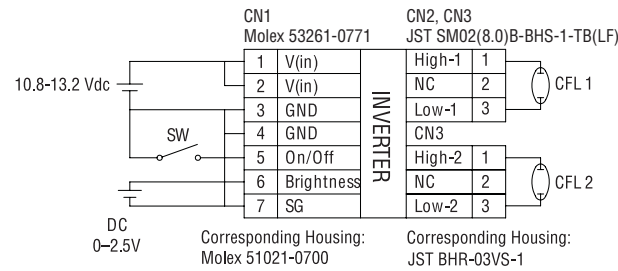 CN1
Molex 53261-0771
CN2, CN3
JST SM02(8.0)B-BHS-1-TB(LF)
10.8-13.2 Vdc
1 V(in)
2 V(in)
3 GND
4 GND
5 On/Off
6 Brightness
7 SG
SW
DC
0–2.5V
INVERTER
High-1 1
NC 2
Low-1 3
CFL 1
CN3
High-2 1
NC 2
Low-2 3
CFL 2
Corresponding Housing:
Molex 51021-0700
Corresponding Housing:
JST BHR-03VS-1